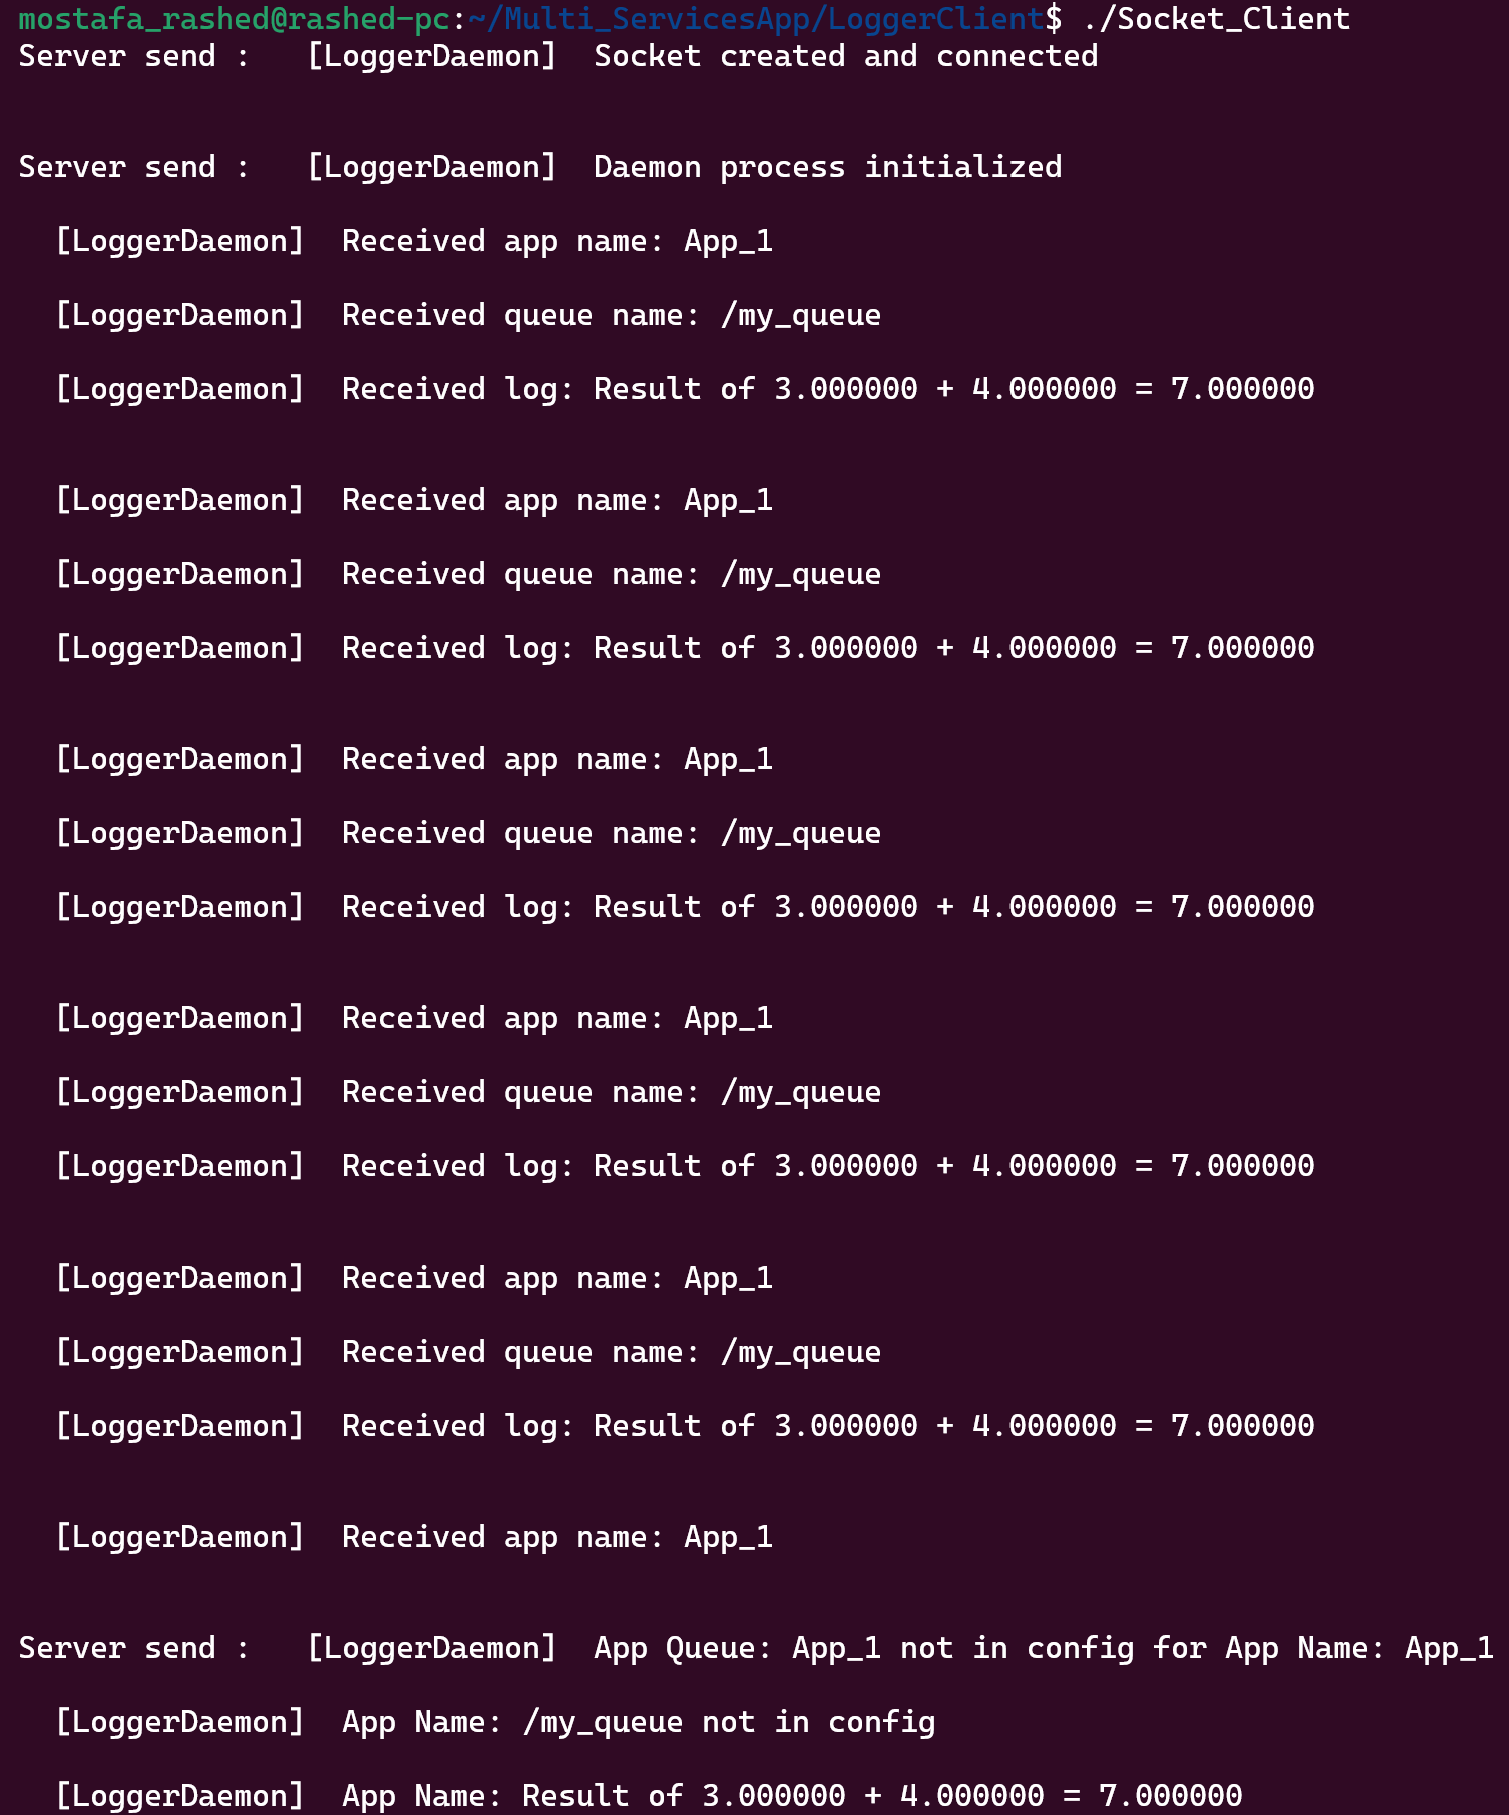 mostafa_rashed@rashed-pc:~/Multi_ServicesApp/LoggerClient$ ./Socket_Client
Server send :   [LoggerDaemon]  Socket created and connected
Server send :   [LoggerDaemon]  Daemon process initialized
[LoggerDaemon]  Received app name: App_1
[LoggerDaemon]  Received queue name: /my_queue
[LoggerDaemon]  Received log: Result of 3.000000 + 4.000000 = 7.000000
[LoggerDaemon]  Received app name: App_1
[LoggerDaemon]  Received queue name: /my_queue
[LoggerDaemon]  Received log: Result of 3.000000 + 4.000000 = 7.000000
[LoggerDaemon]  Received app name: App_1
[LoggerDaemon]  Received queue name: /my_queue
[LoggerDaemon]  Received log: Result of 3.000000 + 4.000000 = 7.000000
[LoggerDaemon]  Received app name: App_1
[LoggerDaemon]  Received queue name: /my_queue
[LoggerDaemon]  Received log: Result of 3.000000 + 4.000000 = 7.000000
[LoggerDaemon]  Received app name: App_1
[LoggerDaemon]  Received queue name: /my_queue
[LoggerDaemon]  Received log: Result of 3.000000 + 4.000000 = 7.000000
[LoggerDaemon]  Received app name: App_1
Server send :   [LoggerDaemon]  App Queue: App_1 not in config for App Name: App_1
[LoggerDaemon]  App Name: /my_queue not in config
[LoggerDaemon]  App Name: Result of 3.000000 + 4.000000 = 7.000000